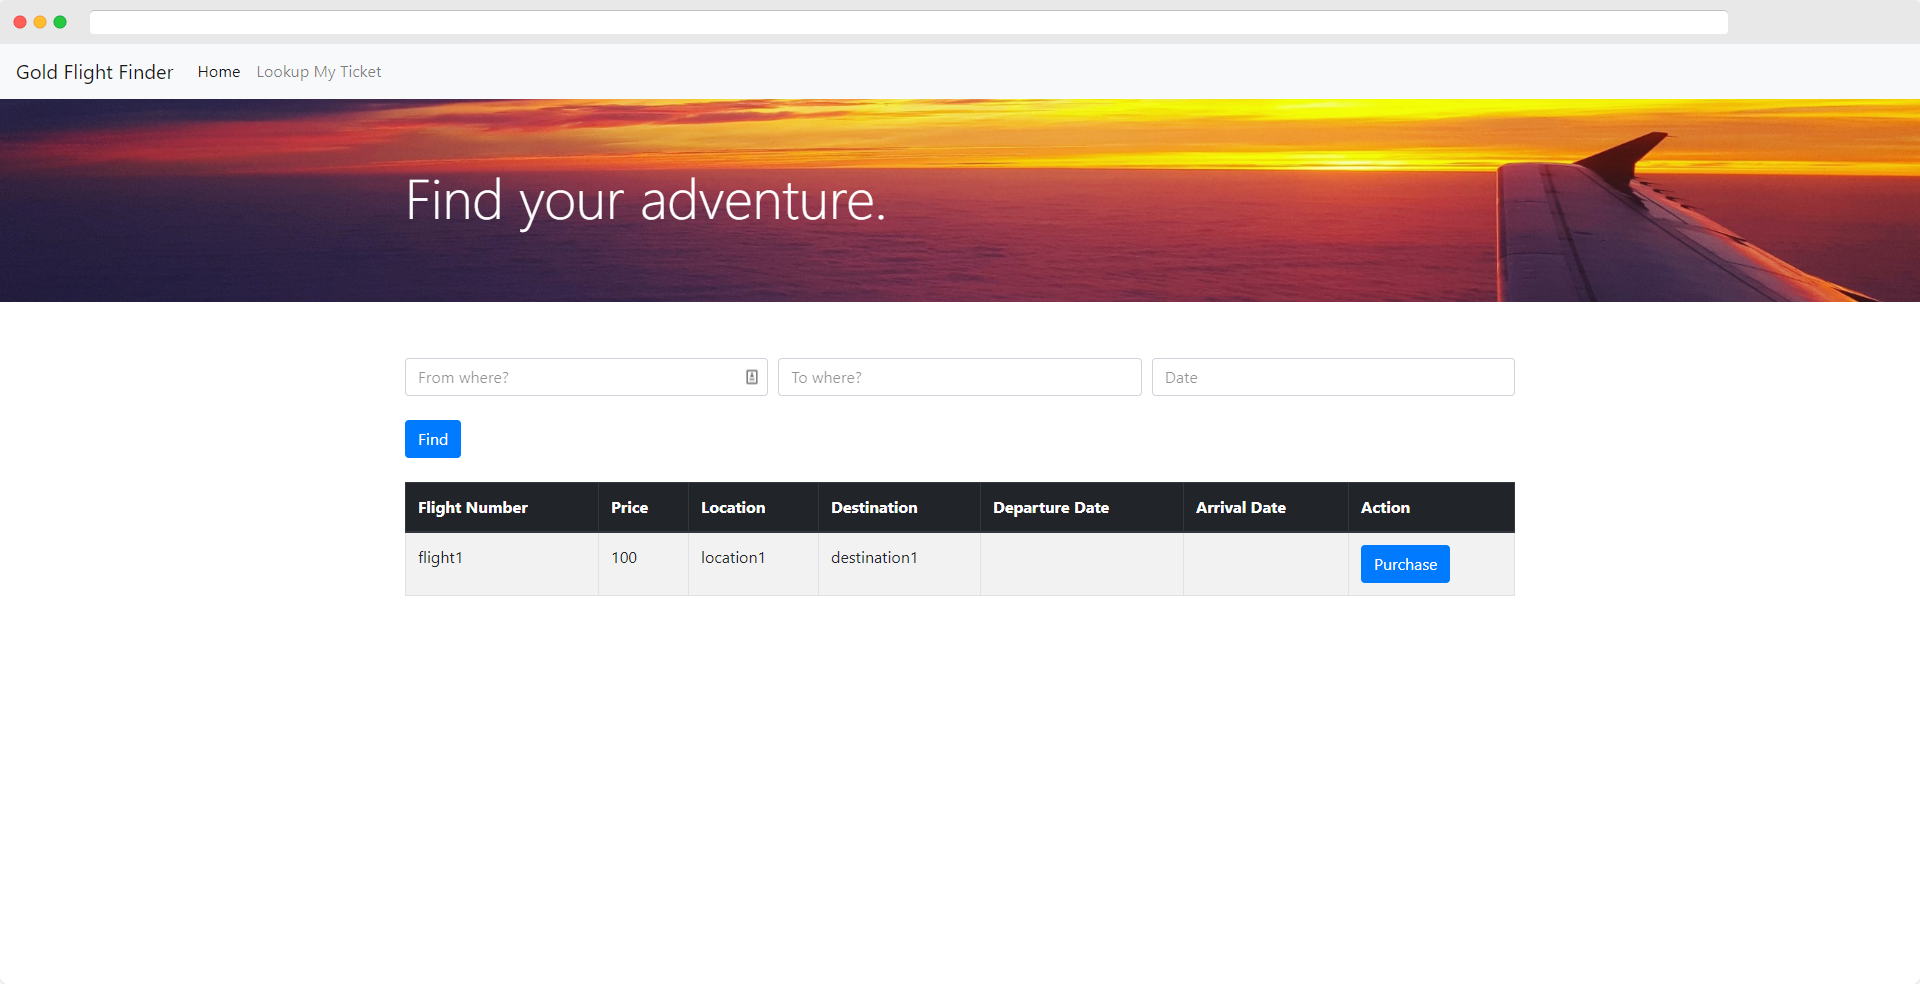 Gold Flight Finder Home Lookup My Ticket
Find your adventure.
From where? To where? Date
Find
Flight Number Price Location Destination Departure Date Arrival Date Action
flight1 100 location1 destination1 Purchase